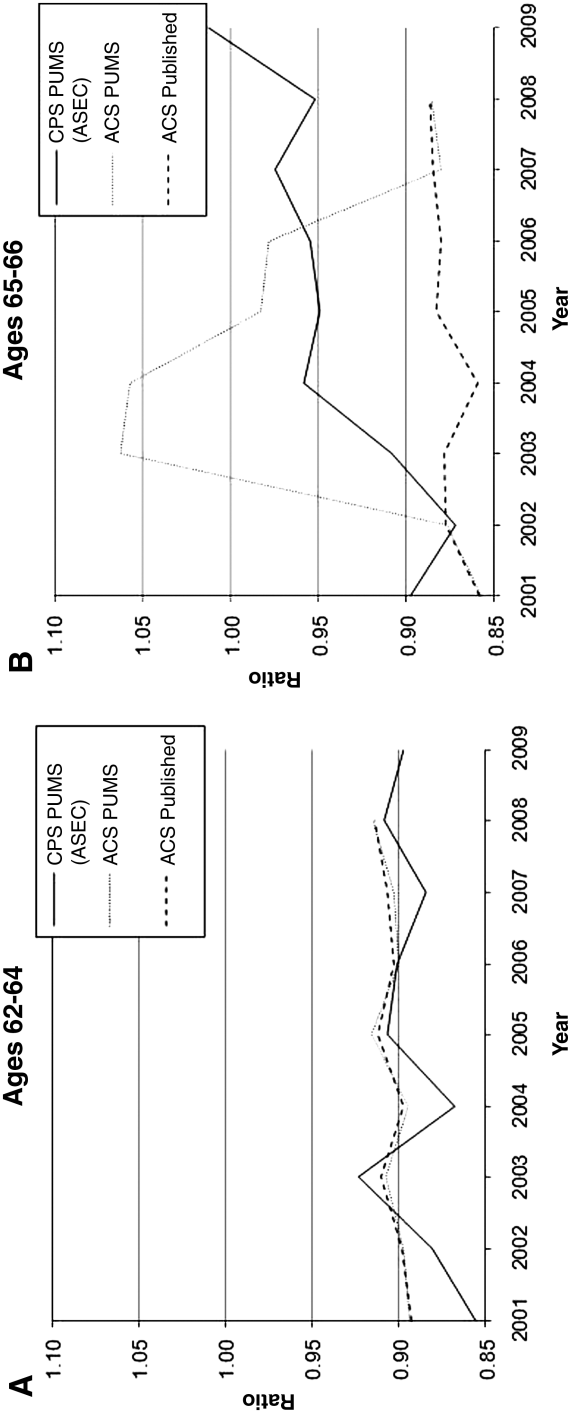 A
Ages 62-64
CPS PUMS
(ASEC)
ACS PUMS
ACS Published
1.10
1.05
1.00
0.95
0.90
0.85
Ratio
2001 2002 2003 2004 2005 2006 2007 2008 2009
Year
B
Ages 65-66
CPS PUMS
(ASEC)
ACS PUMS
ACS Published
1.10
1.05
1.00
0.95
0.90
0.85
Ratio
2001 2002 2003 2004 2005 2006 2007 2008 2009
Year